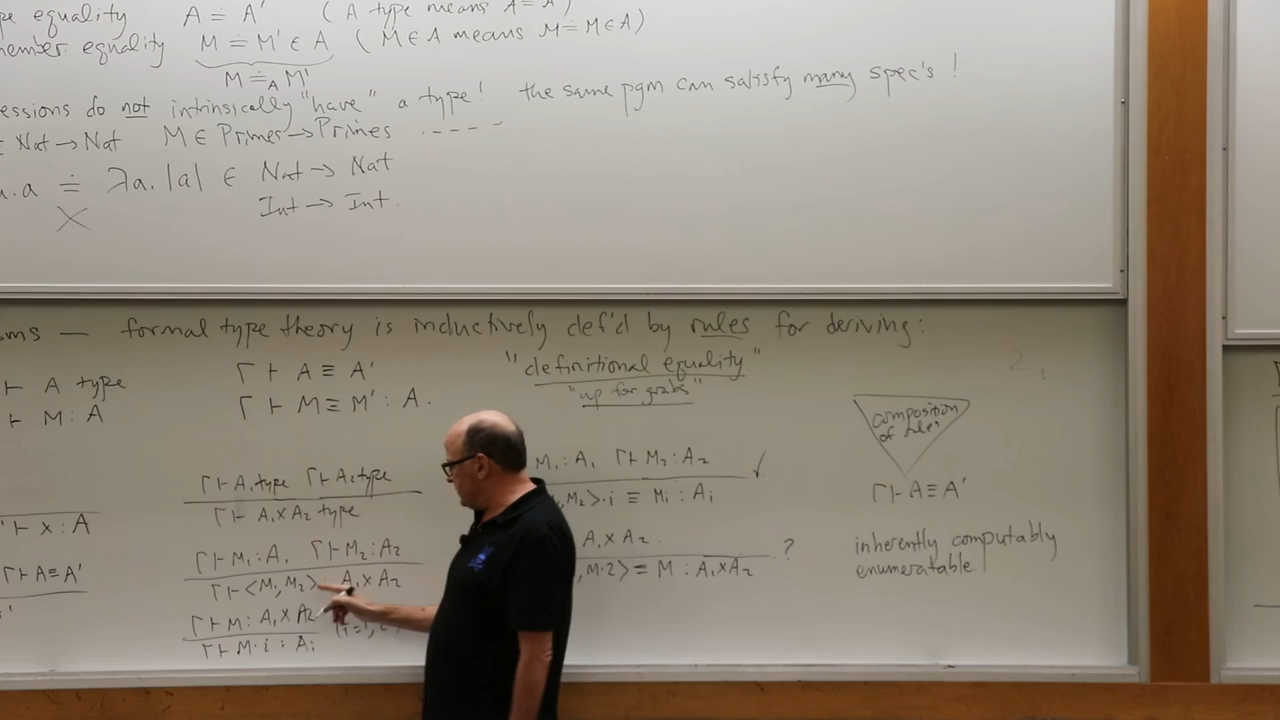 pe equality A ≐ A' (A type means A ≐ A)
member equality M ≐ M' ∈ A (M ∈ A means M ≐ M ∈ A)
M ≐_A M'
essions do not intrinsically "have" a type! the same pgm can satisfy many spec's!
∈ Nat → Nat M ∈ Primes → Primes - - - -
.a ≐ λa.|a| ∈ Nat → Nat
Int → Int.
sms — formal type theory is inductively def'd by rules for deriving:
⊢ A type
⊢ M : A
Γ ⊢ A ≡ A'
Γ ⊢ M ≡ M' : A.
"definitional equality"
"up for grabs"
⊢ x : A
Γ ⊢ A ≡ A'
Γ ⊢ A₁ type Γ ⊢ A₂ type
Γ ⊢ A₁ × A₂ type
Γ ⊢ M₁ : A₁ Γ ⊢ M₂ : A₂
Γ ⊢ <M₁, M₂> : A₁ × A₂
Γ ⊢ M : A₁ × A₂
Γ ⊢ M·i : Aᵢ
M₁ : A₁ Γ ⊢ M₂ : A₂ ✓
M₂>·i ≡ Mᵢ : Aᵢ
A₁ × A₂
, M·2> ≡ M : A₁ × A₂ ?
composition
of rules
Γ ⊢ A ≡ A'
inherently computably
enumeratable.